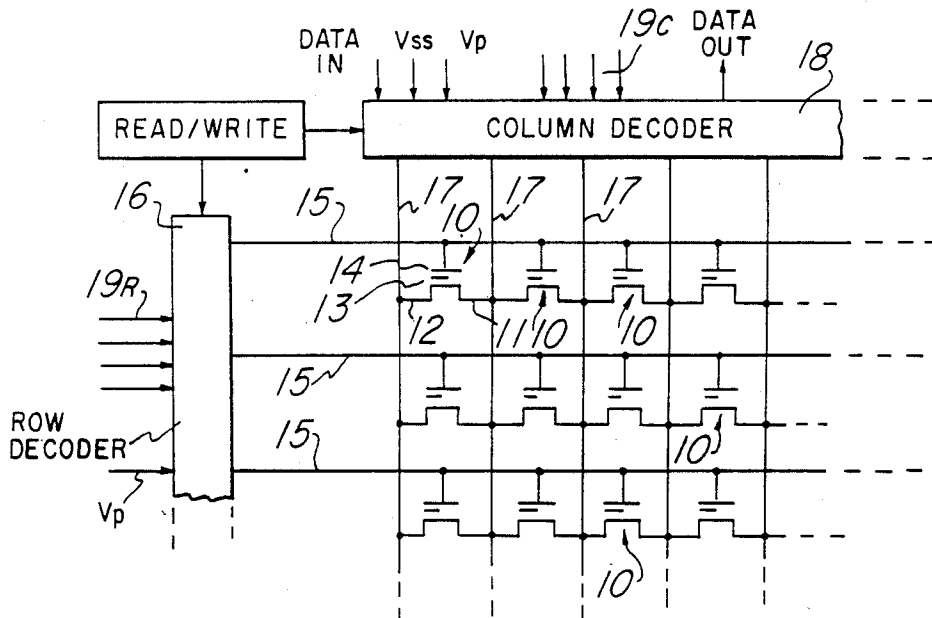 19C
DATA IN
Vss
Vp
DATA OUT
18
READ/WRITE
COLUMN DECODER
16
15
17
17
17
10
14
13
12
11
10
10
19R
15
10
ROW DECODER
15
Vp
10